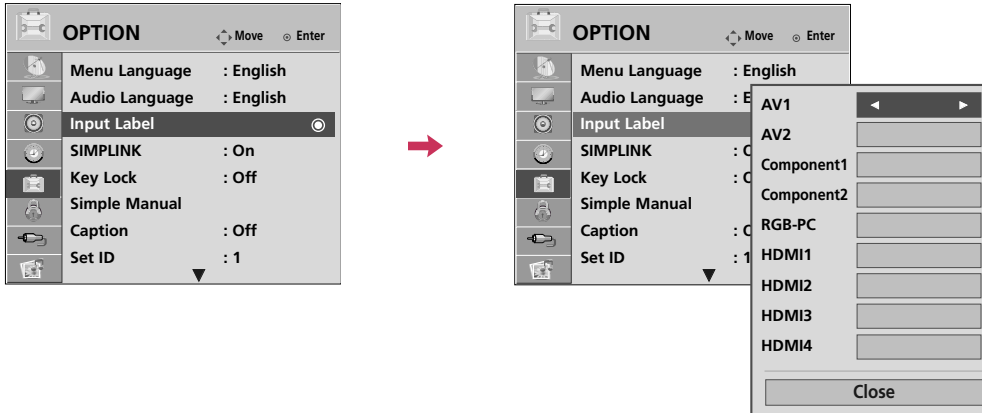 OPTION Move Enter
Menu Language : English
Audio Language : English
Input Label
SIMPLINK : On
Key Lock : Off
Simple Manual
Caption : Off
Set ID : 1
OPTION Move Enter
Menu Language : English
Audio Language : E
Input Label
SIMPLINK : O
Key Lock : O
Simple Manual
Caption : O
Set ID : 1
AV1
AV2
Component1
Component2
RGB-PC
HDMI1
HDMI2
HDMI3
HDMI4
Close